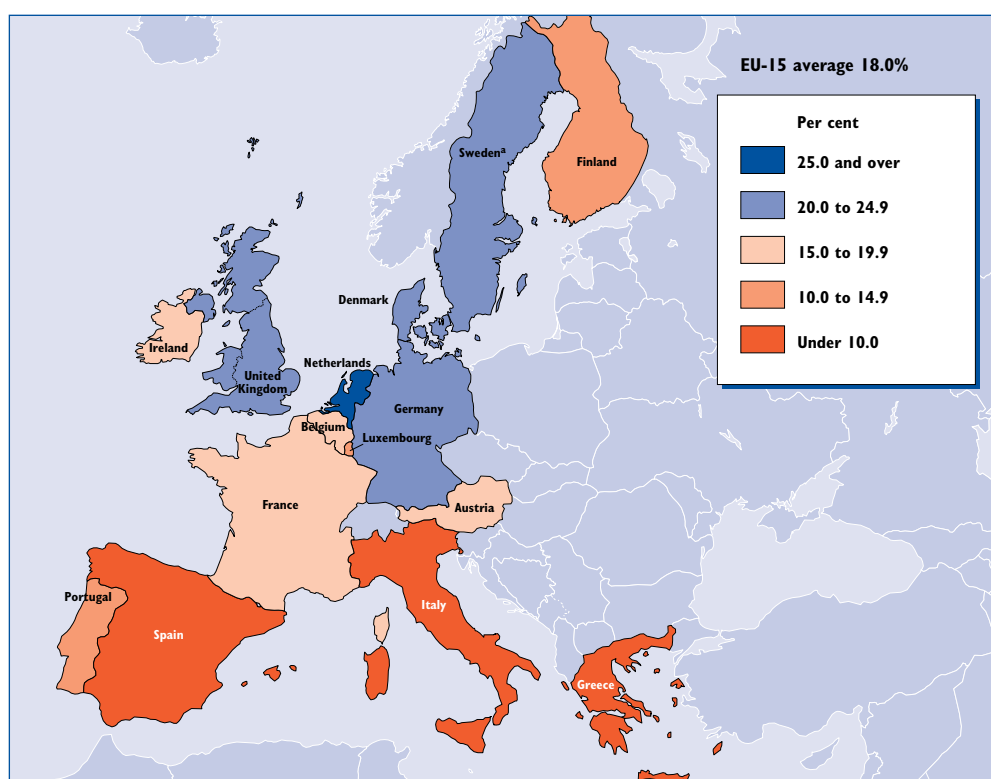 EU-15 average 18.0%
Per cent
25.0 and over
20.0 to 24.9
15.0 to 19.9
10.0 to 14.9
Under 10.0
Swedenª
Finland
Denmark
Ireland
Netherlands
United
Kingdom
Germany
Belgium
Luxembourg
France
Austria
Portugal
Italy
Spain
Greece